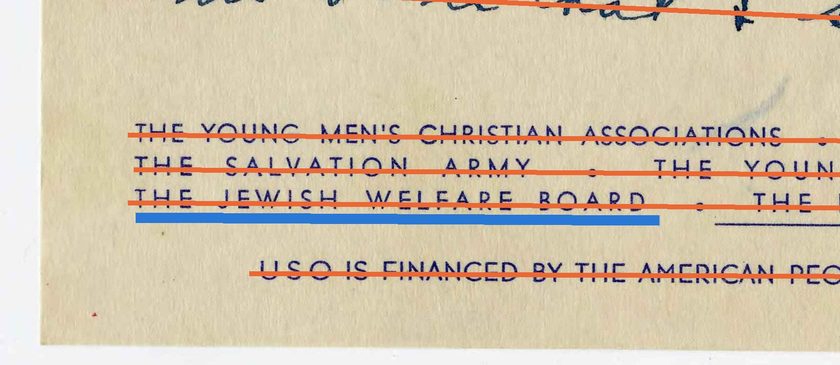 THE YOUNG MEN'S CHRISTIAN ASSOCIATIONS
THE SALVATION ARMY • THE YOUN
THE JEWISH WELFARE BOARD • THE
U S O IS FINANCED BY THE AMERICAN PEO